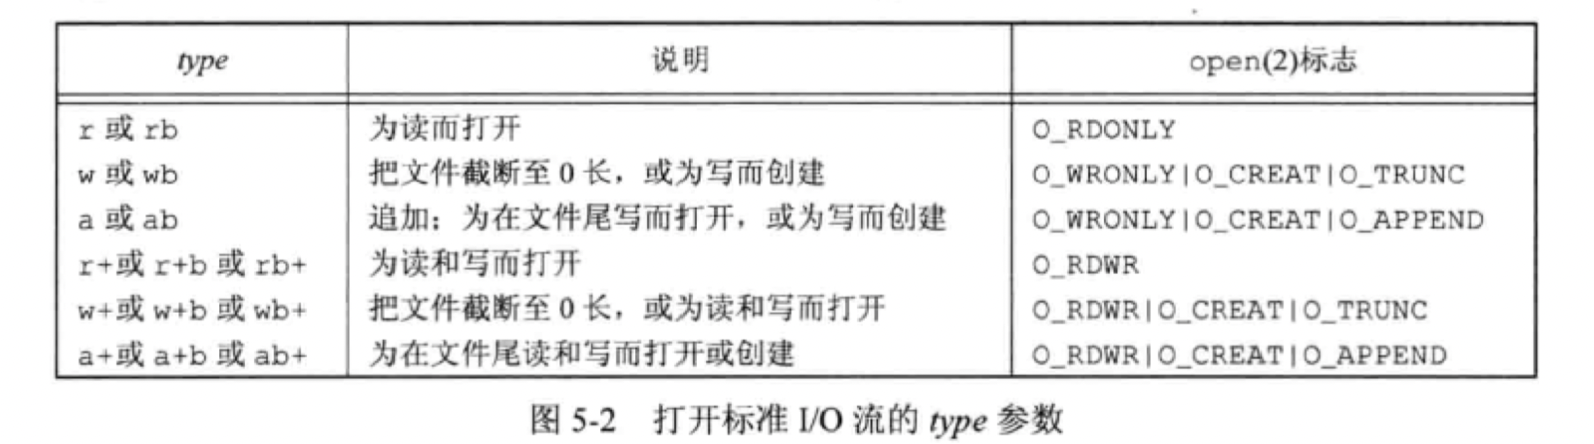 type 说明 open(2)标志
r 或 rb 为读而打开 O_RDONLY
w 或 wb 把文件截断至 0 长，或为写而创建 O_WRONLY|O_CREAT|O_TRUNC
a 或 ab 追加；为在文件尾写而打开，或为写而创建 O_WRONLY|O_CREAT|O_APPEND
r+或 r+b 或 rb+ 为读和写而打开 O_RDWR
w+或 w+b 或 wb+ 把文件截断至 0 长，或为读和写而打开 O_RDWR|O_CREAT|O_TRUNC
a+或 a+b 或 ab+ 为在文件尾读和写而打开或创建 O_RDWR|O_CREAT|O_APPEND
图 5-2 打开标准 I/O 流的 type 参数